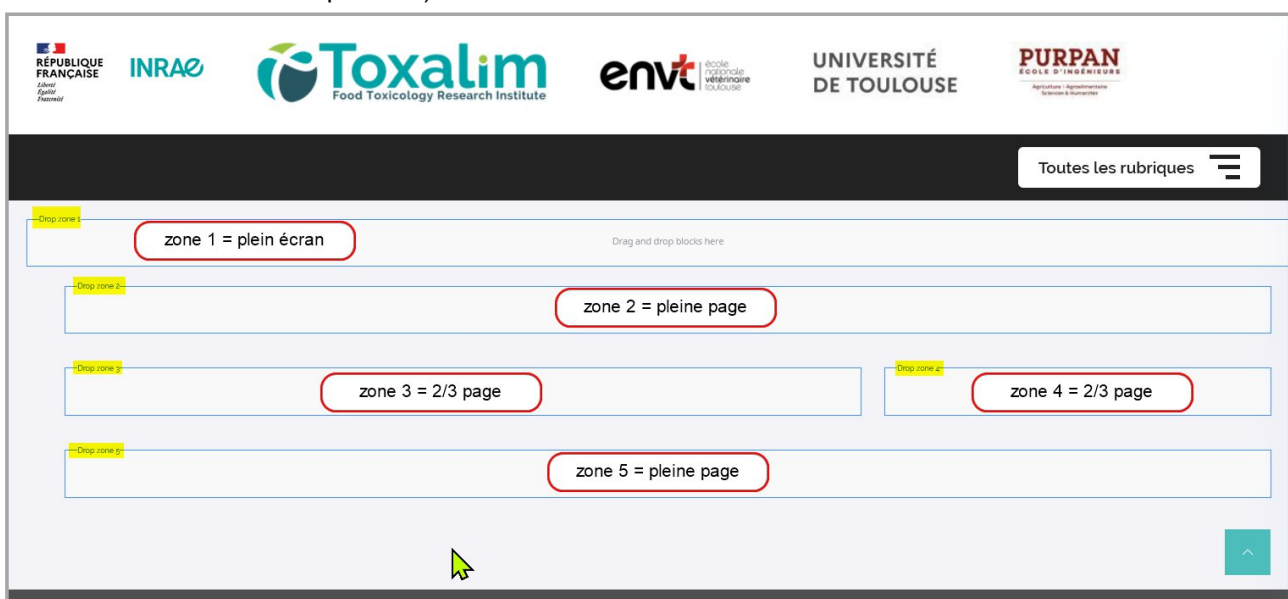 RÉPUBLIQUE
FRANÇAISE
Liberté
Égalité
Fraternité
INRAE
Toxalim
Food Toxicology Research Institute
envt
école
nationale
vétérinaire
toulouse
UNIVERSITÉ
DE TOULOUSE
PURPAN
ÉCOLE D'INGÉNIEURS
Agriculture | Agroalimentaire
Sciences & Humanités
Toutes les rubriques
Drop zone 1
zone 1 = plein écran
Drag and drop blocks here
Drop zone 2
zone 2 = pleine page
Drop zone 3
zone 3 = 2/3 page
Drop zone 4
zone 4 = 2/3 page
Drop zone 5
zone 5 = pleine page